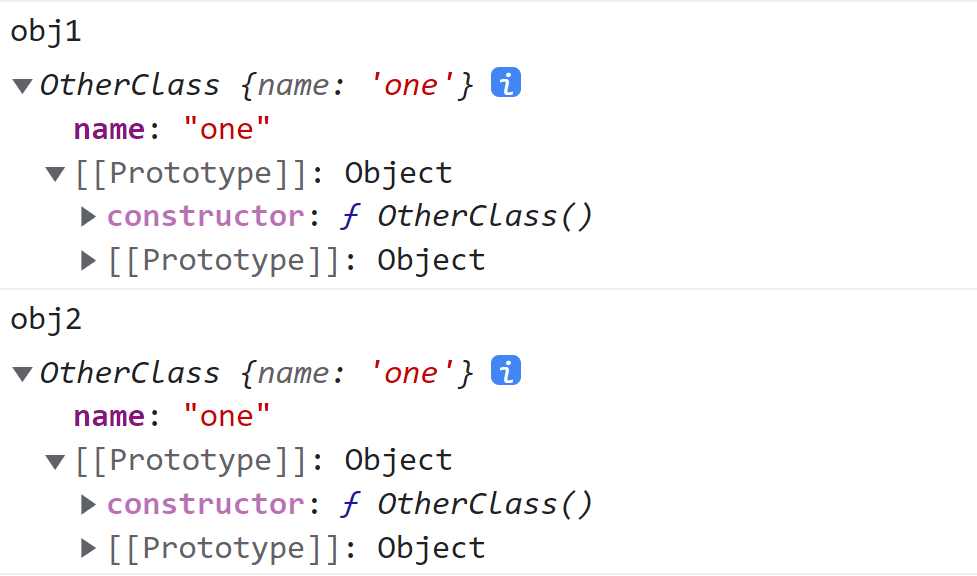 obj1
OtherClass {name: 'one'} i
name: "one"
[[Prototype]]: Object
constructor: ƒ OtherClass()
[[Prototype]]: Object
obj2
OtherClass {name: 'one'} i
name: "one"
[[Prototype]]: Object
constructor: ƒ OtherClass()
[[Prototype]]: Object